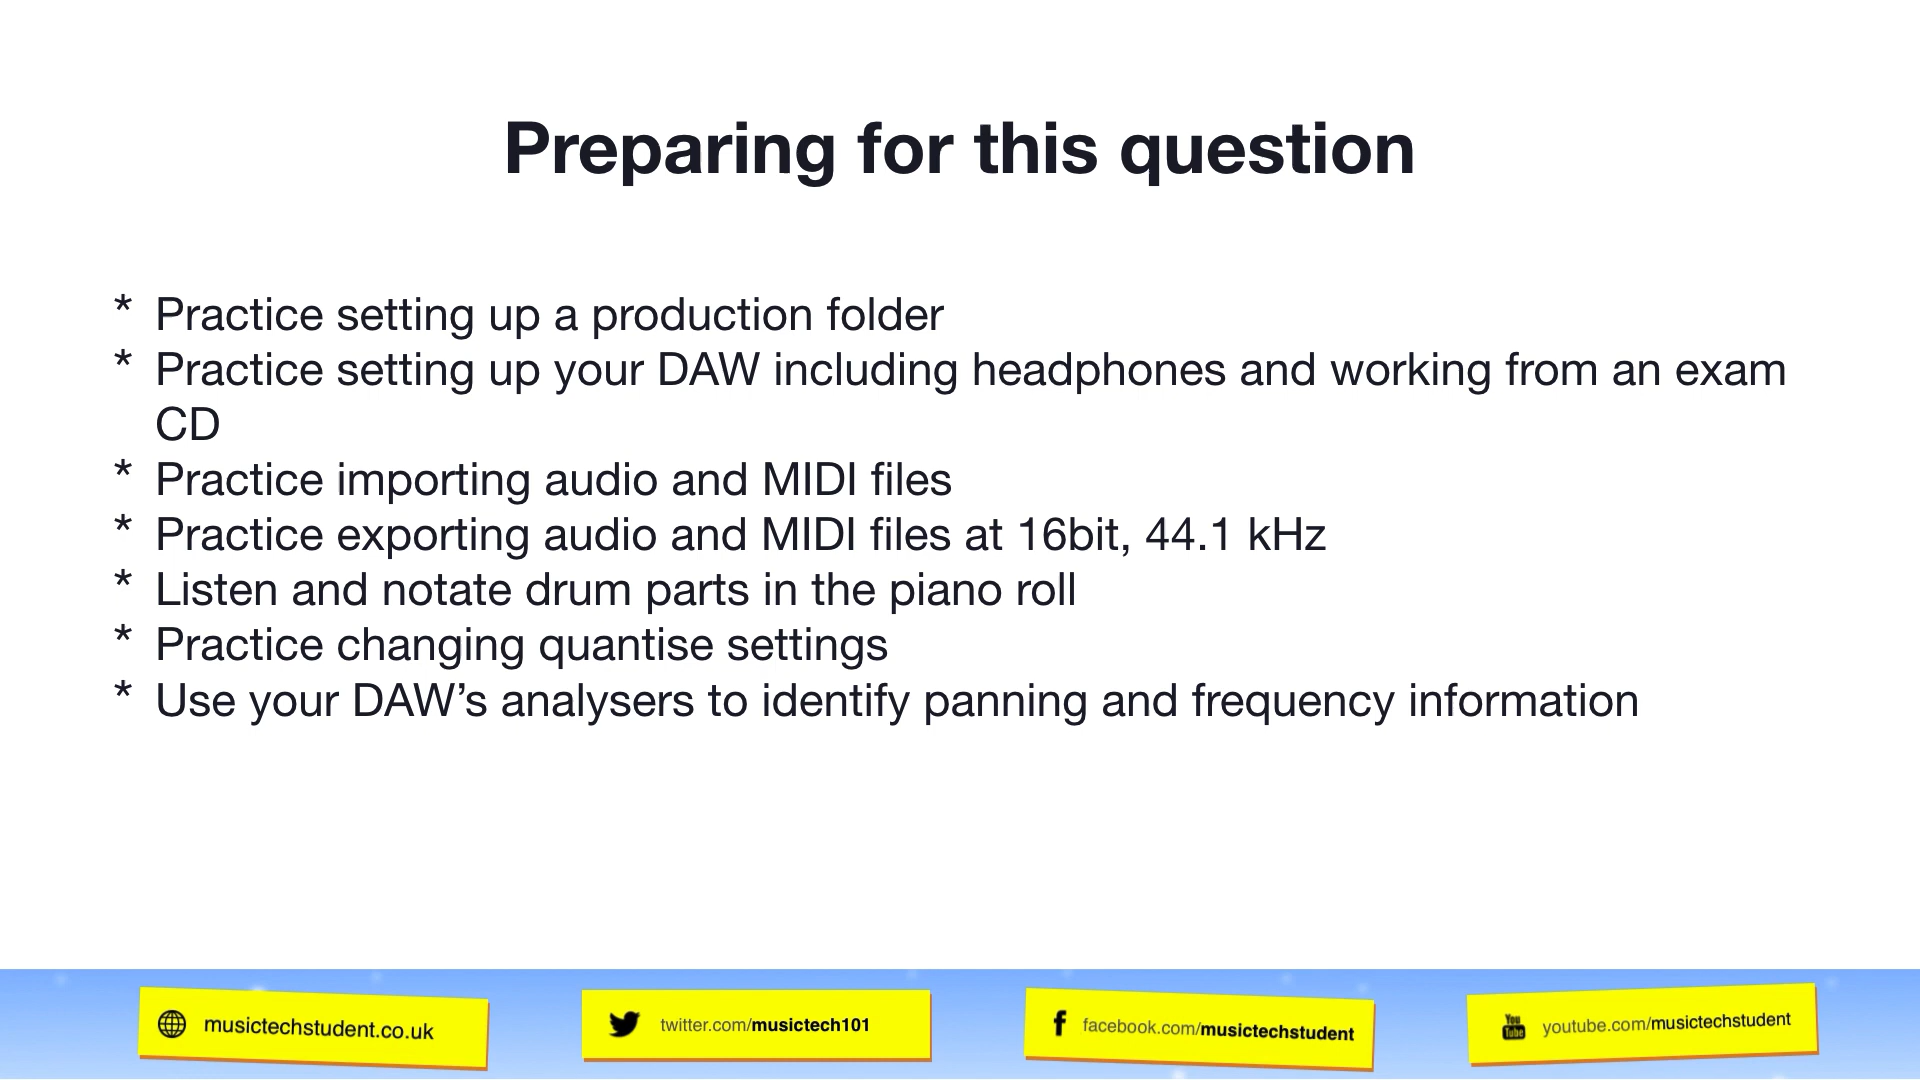 Preparing for this question
* Practice setting up a production folder
* Practice setting up your DAW including headphones and working from an exam
CD
* Practice importing audio and MIDI files
* Practice exporting audio and MIDI files at 16bit, 44.1 kHz
* Listen and notate drum parts in the piano roll
* Practice changing quantise settings
* Use your DAW’s analysers to identify panning and frequency information
musictechstudent.co.uk
twitter.com/musictech101
facebook.com/musictechstudent
You
Tube
youtube.com/musictechstudent